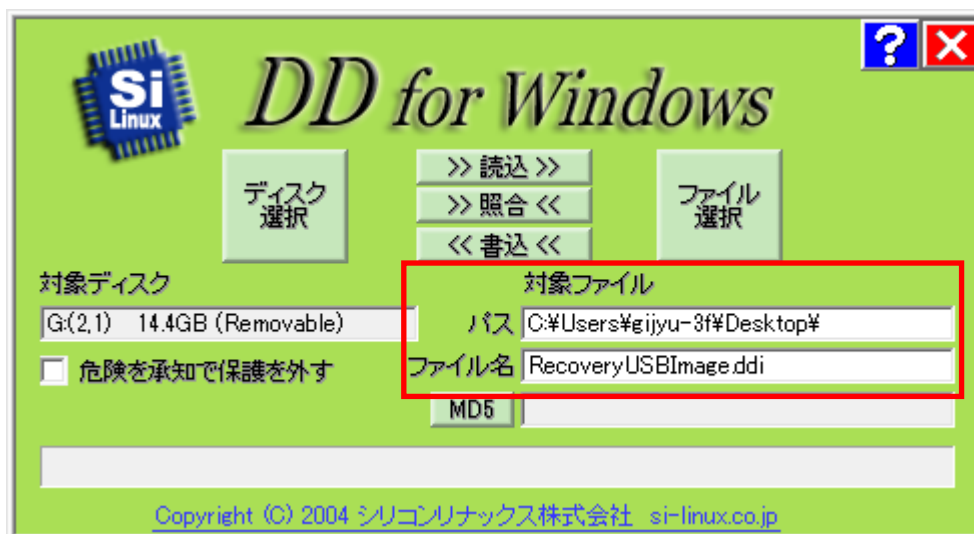 Si
Linux
DD for Windows
?
ディスク
選択
>> 読込 >>
>> 照合 <<
<< 書込 <<
ファイル
選択
対象ディスク
対象ファイル
G:(2,1) 14.4GB (Removable)
パス C:¥Users¥gijyu-3f¥Desktop¥
危険を承知で保護を外す
ファイル名 RecoveryUSBImage.ddi
MD5
Copyright (C) 2004 シリコンリナックス株式会社 si-linux.co.jp